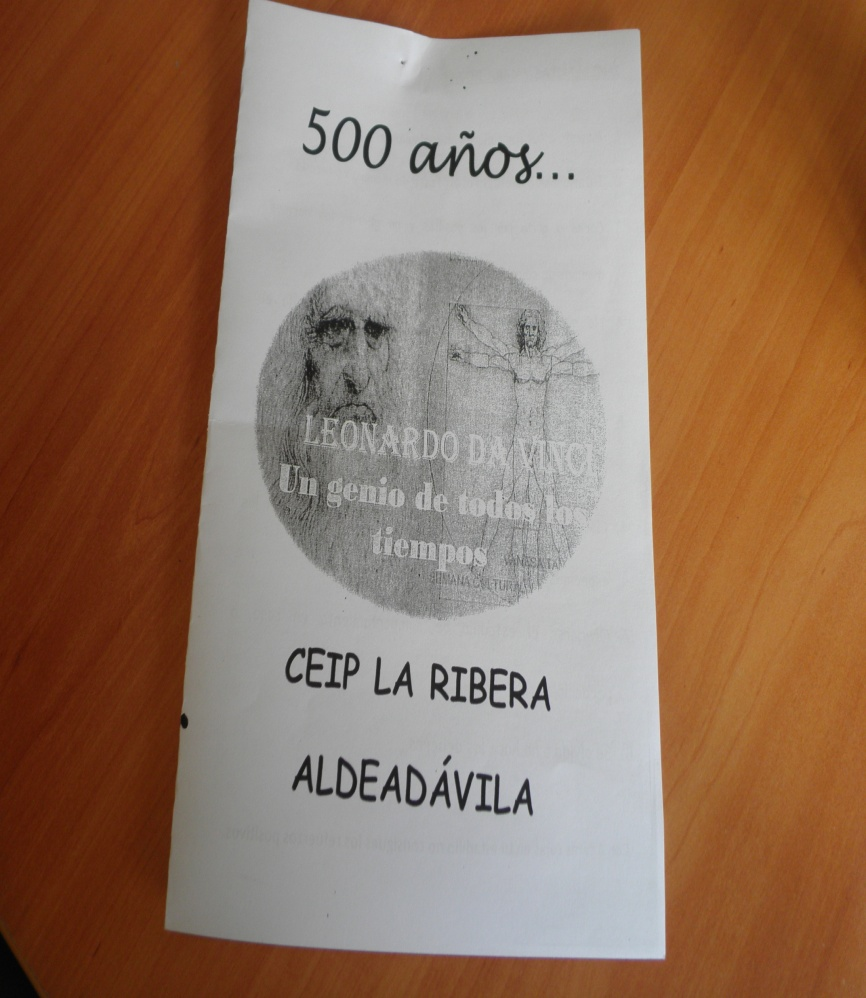 500 años...
LEONARDO DA VINCI
Un genio de todos los
tiempos
SEMANA CULTURAL
CEIP LA RIBERA
ALDEADÁVILA